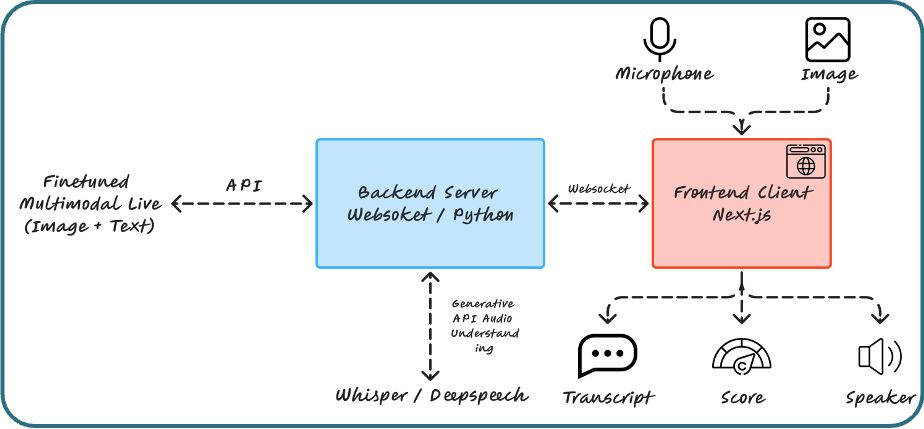 Microphone
Image
Finetuned
Multimodal Live
(Image + Text)
API
Backend Server
Websoket / Python
Websocket
Frontend Client
Next.js
Generative
API Audio
Understand
ing
Whisper / Deepspeech
Transcript
C
Score
Speaker